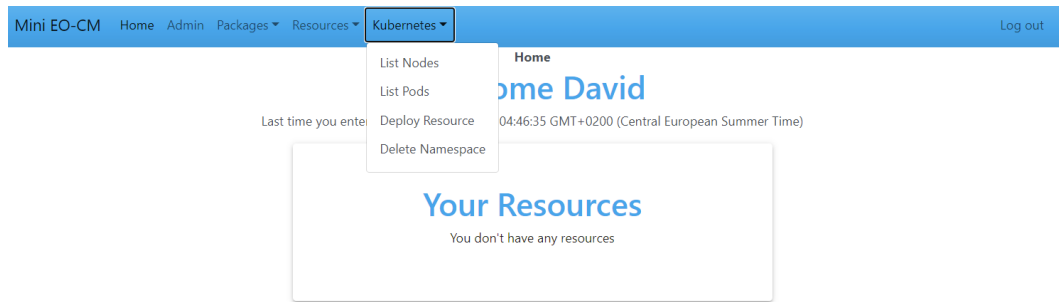 Mini EO-CM Home Admin Packages Resources Kubernetes Log out
Home
List Nodes
List Pods
ome David
Last time you ente
Deploy Resource
04:46:35 GMT+0200 (Central European Summer Time)
Delete Namespace
Your Resources
You don't have any resources